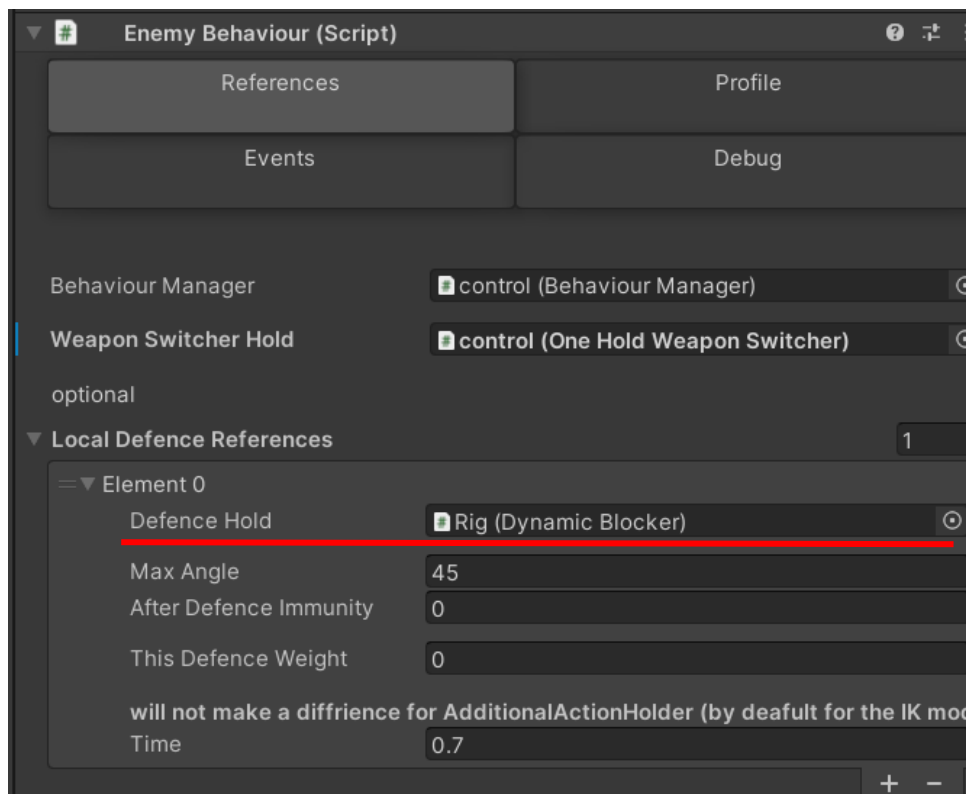 Enemy Behaviour (Script)
References Profile
Events Debug
Behaviour Manager control (Behaviour Manager)
Weapon Switcher Hold control (One Hold Weapon Switcher)
optional
Local Defence References 1
Element 0
Defence Hold Rig (Dynamic Blocker)
Max Angle 45
After Defence Immunity 0
This Defence Weight 0
will not make a diffrience for AdditionalActionHolder (by deafult for the IK mod
Time 0.7